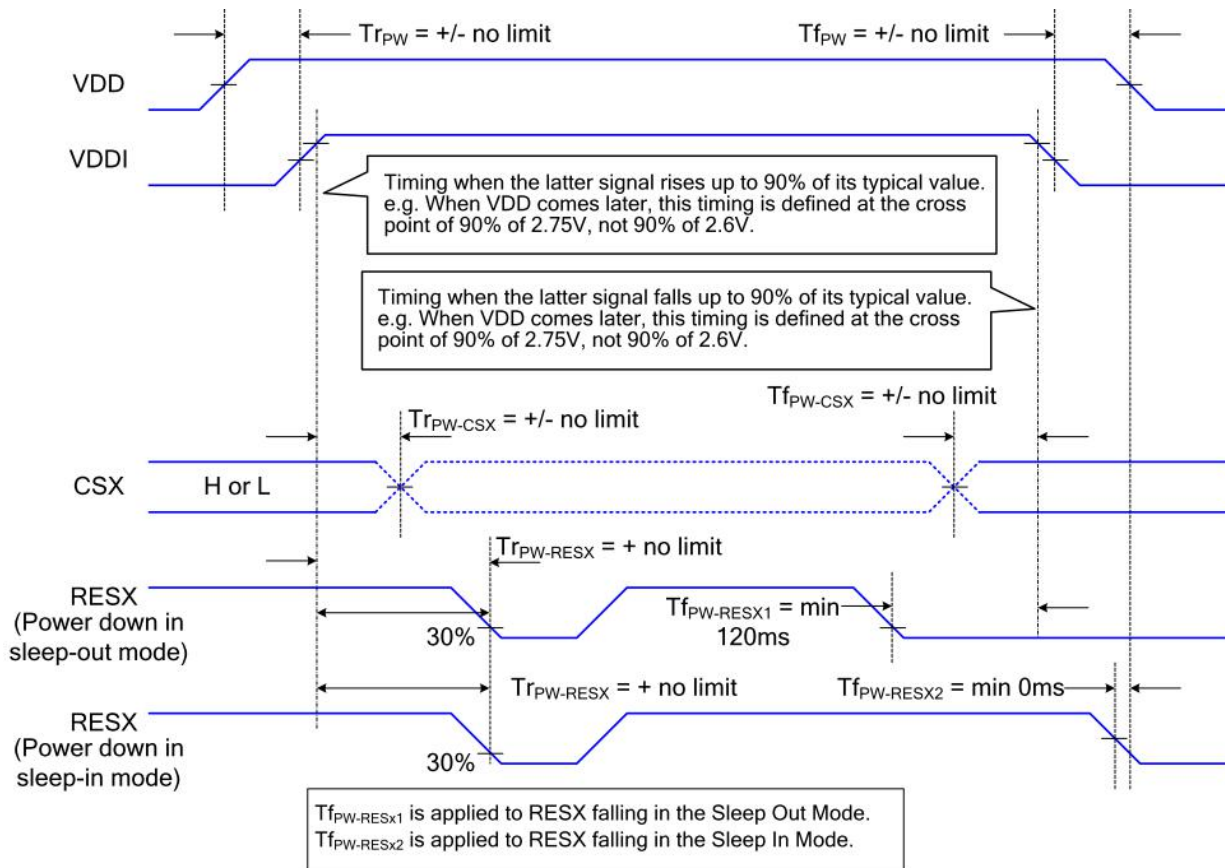 TrPW = +/- no limit
TfPW = +/- no limit
VDD
VDDI
Timing when the latter signal rises up to 90% of its typical value.
e.g. When VDD comes later, this timing is defined at the cross
point of 90% of 2.75V, not 90% of 2.6V.
Timing when the latter signal falls up to 90% of its typical value.
e.g. When VDD comes later, this timing is defined at the cross
point of 90% of 2.75V, not 90% of 2.6V.
TfPW-CSX = +/- no limit
TrPW-CSX = +/- no limit
CSX
H or L
TrPW-RESX = + no limit
RESX
(Power down in
sleep-out mode)
30%
TfPW-RESX1 = min
120ms
TrPW-RESX = + no limit
TfPW-RESX2 = min 0ms
RESX
(Power down in
sleep-in mode)
30%
TfPW-RESx1 is applied to RESX falling in the Sleep Out Mode.
TfPW-RESx2 is applied to RESX falling in the Sleep In Mode.